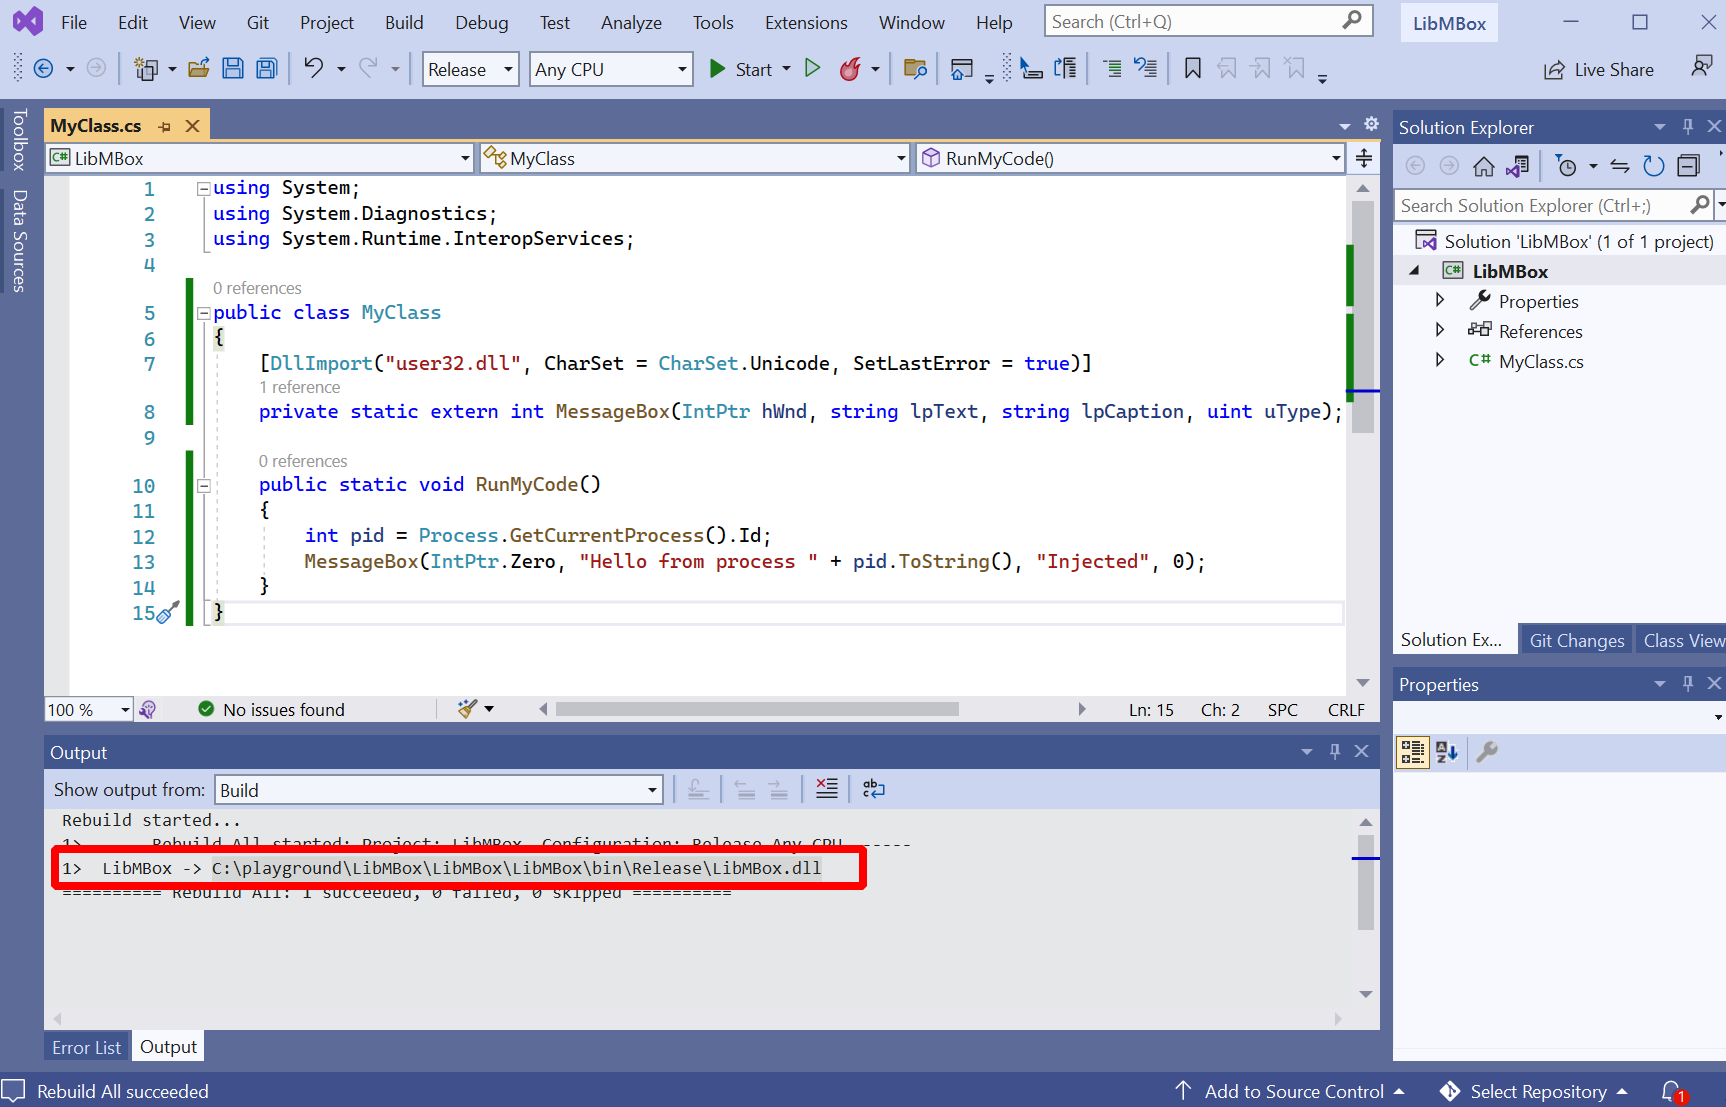 File Edit View Git Project Build Debug Test Analyze Tools Extensions Window Help Search (Ctrl+Q) LibMBox
Release Any CPU Start Live Share
Toolbox
Data Sources
MyClass.cs
C# LibMBox MyClass RunMyCode()
1 using System;
2 using System.Diagnostics;
3 using System.Runtime.InteropServices;
4
0 references
5 public class MyClass
6 {
7 [DllImport("user32.dll", CharSet = CharSet.Unicode, SetLastError = true)]
1 reference
8 private static extern int MessageBox(IntPtr hWnd, string lpText, string lpCaption, uint uType);
9
0 references
10 public static void RunMyCode()
11 {
12 int pid = Process.GetCurrentProcess().Id;
13 MessageBox(IntPtr.Zero, "Hello from process " + pid.ToString(), "Injected", 0);
14 }
15 }
100 % No issues found Ln: 15 Ch: 2 SPC CRLF
Output
Show output from: Build
Rebuild started...
1>------ Rebuild All started: Project: LibMBox, Configuration: Release Any CPU ------
1> LibMBox -> C:\playground\LibMBox\LibMBox\LibMBox\bin\Release\LibMBox.dll
========== Rebuild All: 1 succeeded, 0 failed, 0 skipped ==========
Error List Output
Solution Explorer
Search Solution Explorer (Ctrl+;)
Solution 'LibMBox' (1 of 1 project)
C# LibMBox
Properties
References
C# MyClass.cs
Solution Ex... Git Changes Class View
Properties
Rebuild All succeeded Add to Source Control Select Repository 1